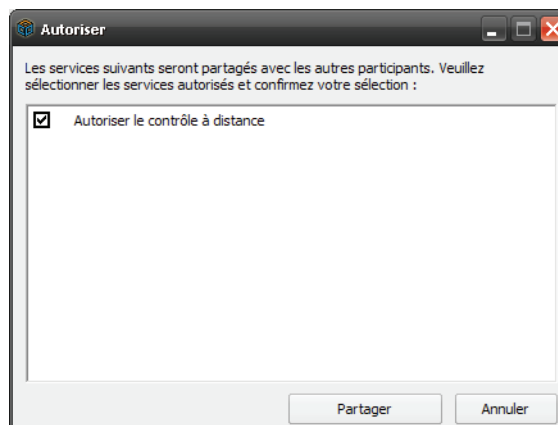 Autoriser
Les services suivants seront partagés avec les autres participants. Veuillez
sélectionner les services autorisés et confirmez votre sélection :
Autoriser le contrôle à distance
Partager
Annuler